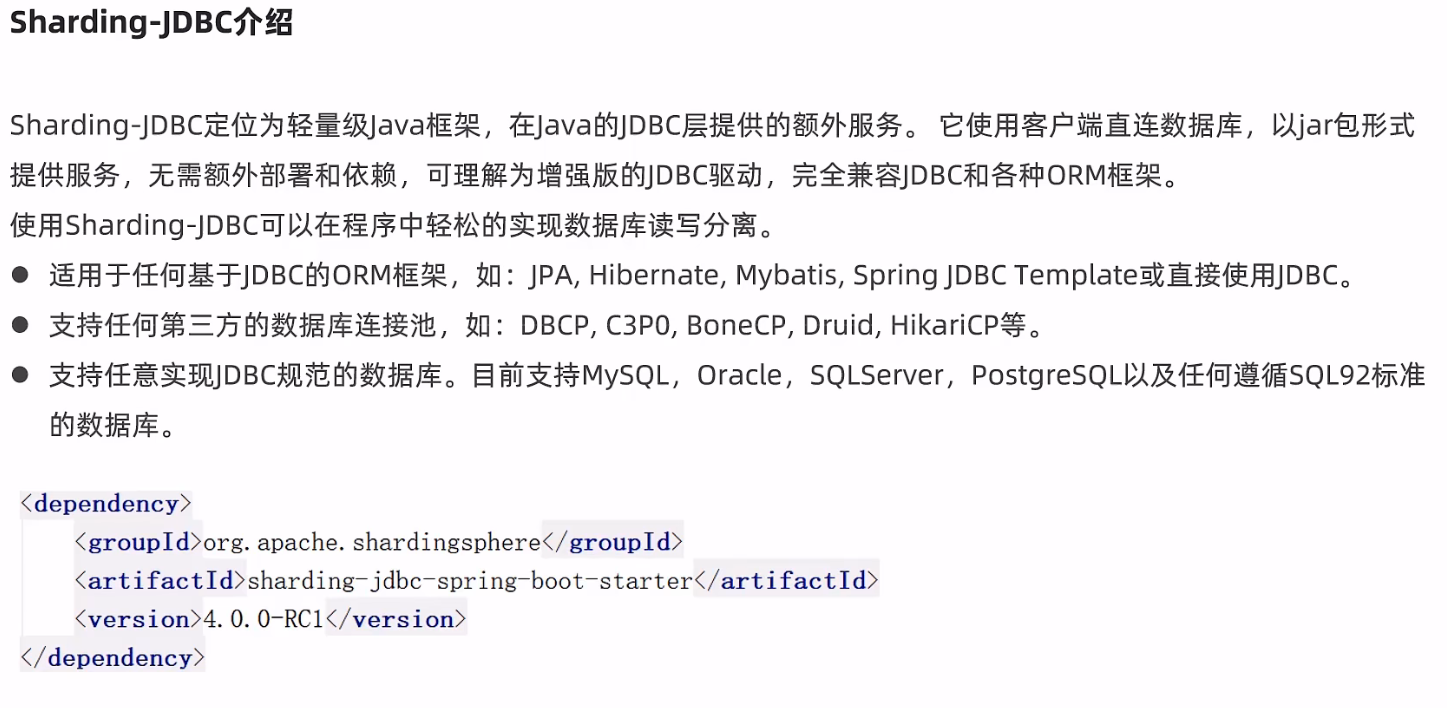 Sharding-JDBC介绍
Sharding-JDBC定位为轻量级Java框架，在Java的JDBC层提供的额外服务。 它使用客户端直连数据库，以jar包形式
提供服务，无需额外部署和依赖，可理解为增强版的JDBC驱动，完全兼容JDBC和各种ORM框架。
使用Sharding-JDBC可以在程序中轻松的实现数据库读写分离。
● 适用于任何基于JDBC的ORM框架，如：JPA, Hibernate, Mybatis, Spring JDBC Template或直接使用JDBC。
● 支持任何第三方的数据库连接池，如：DBCP, C3P0, BoneCP, Druid, HikariCP等。
● 支持任意实现JDBC规范的数据库。目前支持MySQL，Oracle，SQLServer，PostgreSQL以及任何遵循SQL92标准
的数据库。
<dependency>
    <groupId>org.apache.shardingsphere</groupId>
    <artifactId>sharding-jdbc-spring-boot-starter</artifactId>
    <version>4.0.0-RC1</version>
</dependency>